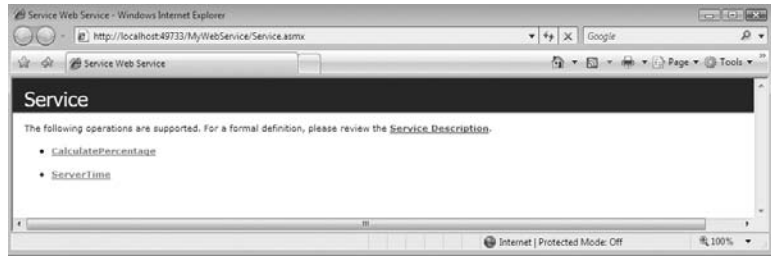 Service Web Service - Windows Internet Explorer
http://localhost:49733/MyWebService/Service.asmx
Google
Service Web Service
Page
Tools
Service
The following operations are supported. For a formal definition, please review the Service Description.
• CalculatePercentage
• ServerTime
Internet | Protected Mode: Off
100%